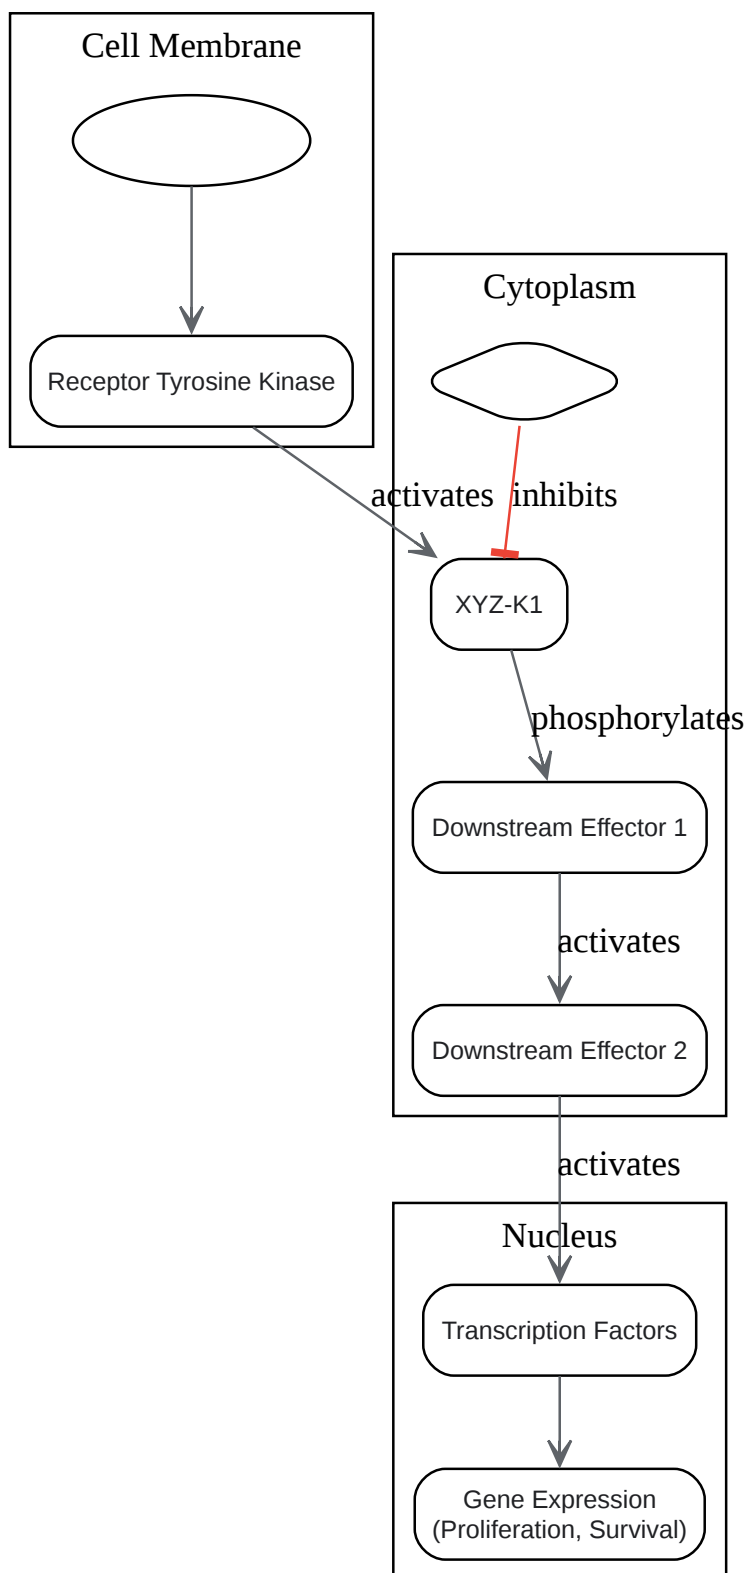 Cell Membrane
Receptor Tyrosine Kinase
Cytoplasm
activates
inhibits
XYZ-K1
phosphorylates
Downstream Effector 1
activates
Downstream Effector 2
activates
Nucleus
Transcription Factors
Gene Expression
(Proliferation, Survival)